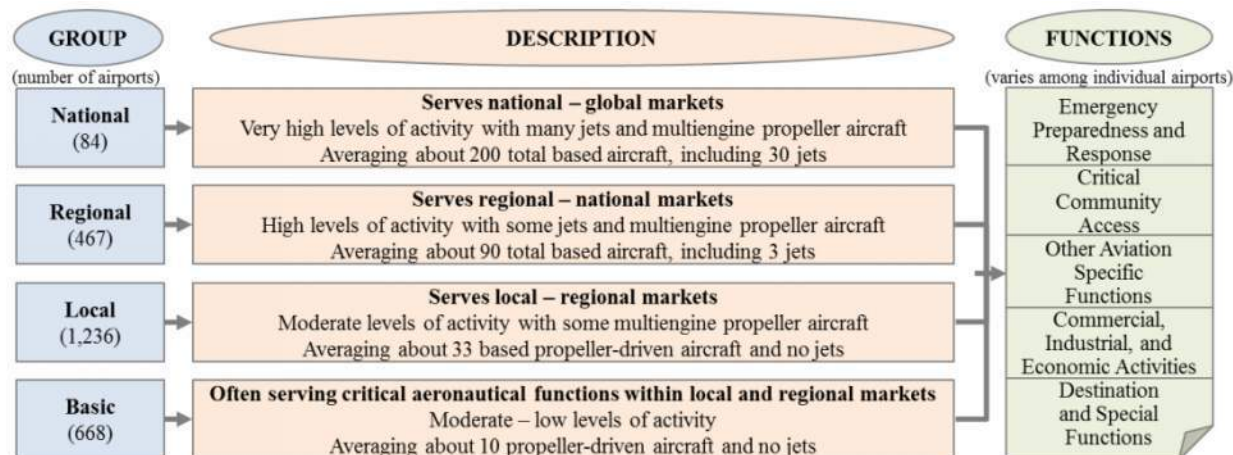 GROUP
(number of airports)
DESCRIPTION
FUNCTIONS
(varies among individual airports)
National
(84)
Serves national – global markets
Very high levels of activity with many jets and multiengine propeller aircraft
Averaging about 200 total based aircraft, including 30 jets
Regional
(467)
Serves regional – national markets
High levels of activity with some jets and multiengine propeller aircraft
Averaging about 90 total based aircraft, including 3 jets
Local
(1,236)
Serves local – regional markets
Moderate levels of activity with some multiengine propeller aircraft
Averaging about 33 based propeller-driven aircraft and no jets
Basic
(668)
Often serving critical aeronautical functions within local and regional markets
Moderate – low levels of activity
Averaging about 10 propeller-driven aircraft and no jets
Emergency
Preparedness and
Response
Critical
Community
Access
Other Aviation
Specific
Functions
Commercial,
Industrial, and
Economic Activities
Destination
and Special
Functions